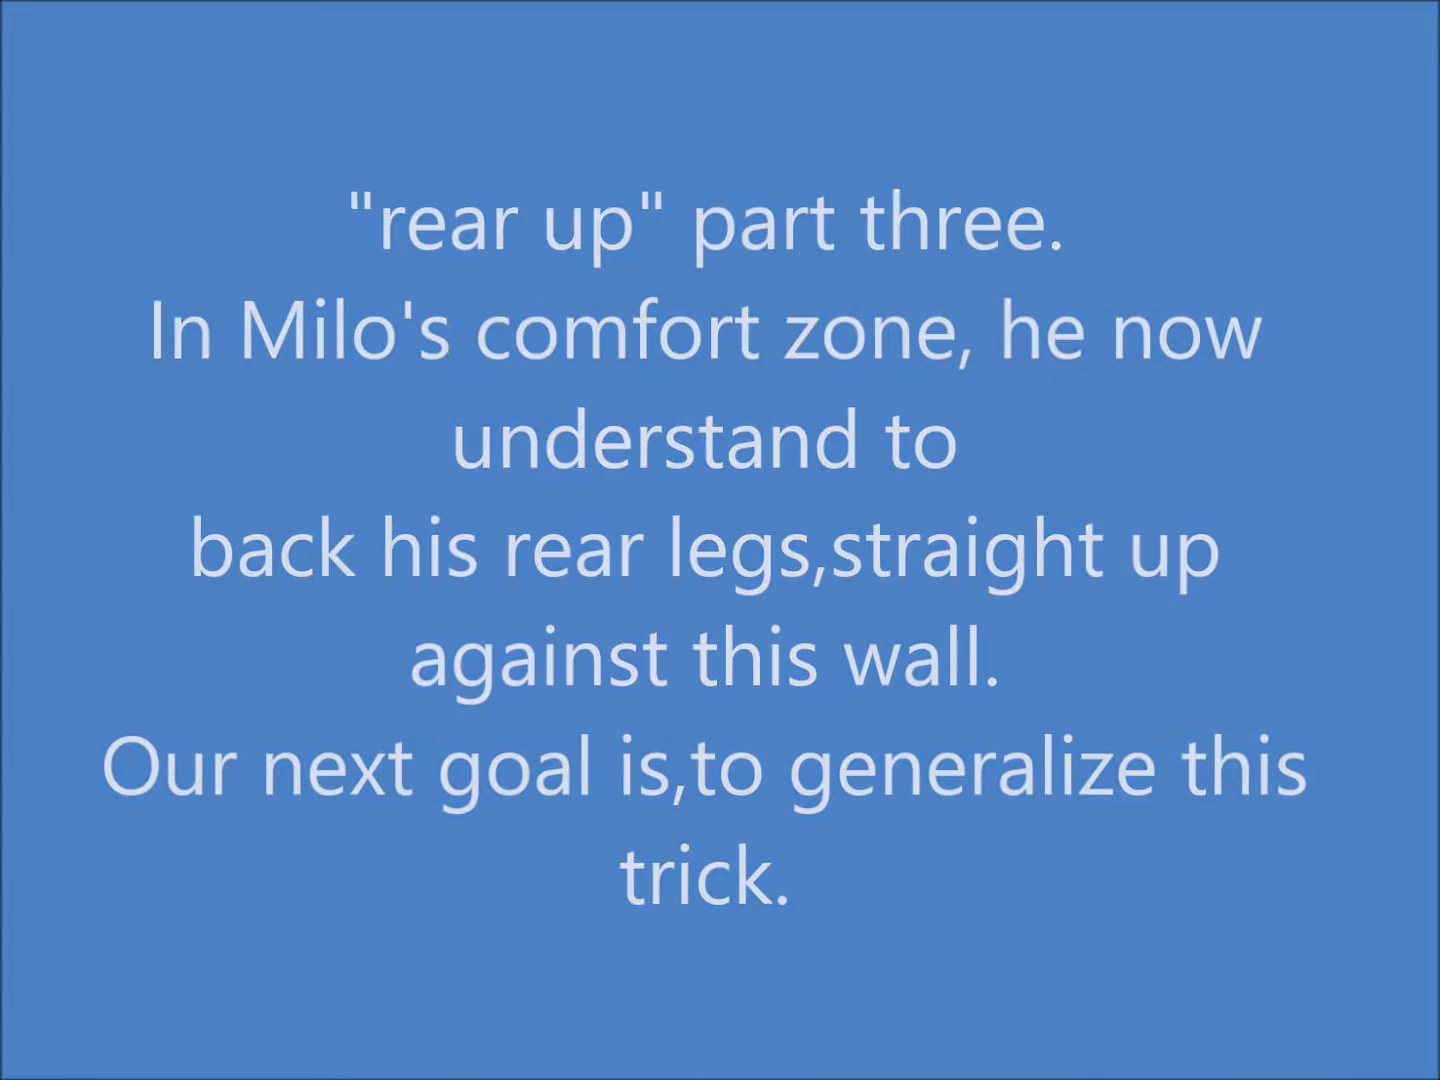 "rear up" part three.
In Milo's comfort zone, he now
understand to
back his rear legs,straight up
against this wall.
Our next goal is,to generalize this
trick.